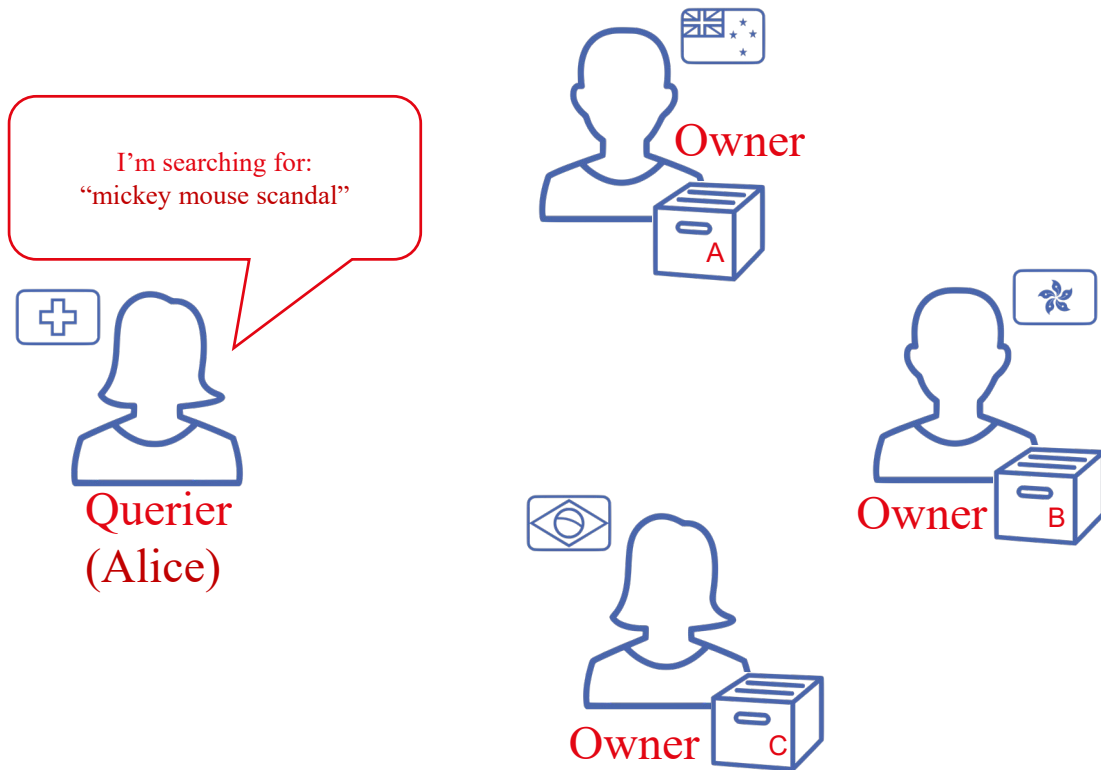 I’m searching for:
“mickey mouse scandal”
Querier
(Alice)
Owner
A
Owner
B
Owner
C